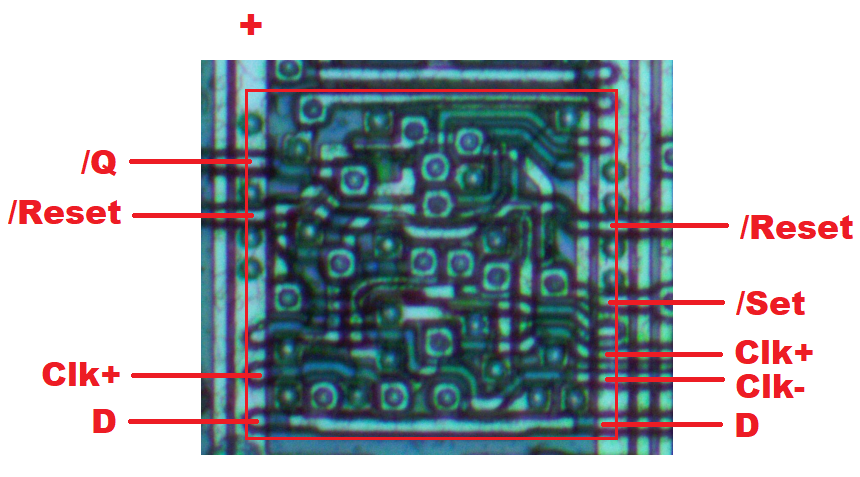 +
/Q
/Reset
/Reset
/Set
Clk+
Clk+
Clk-
D
D